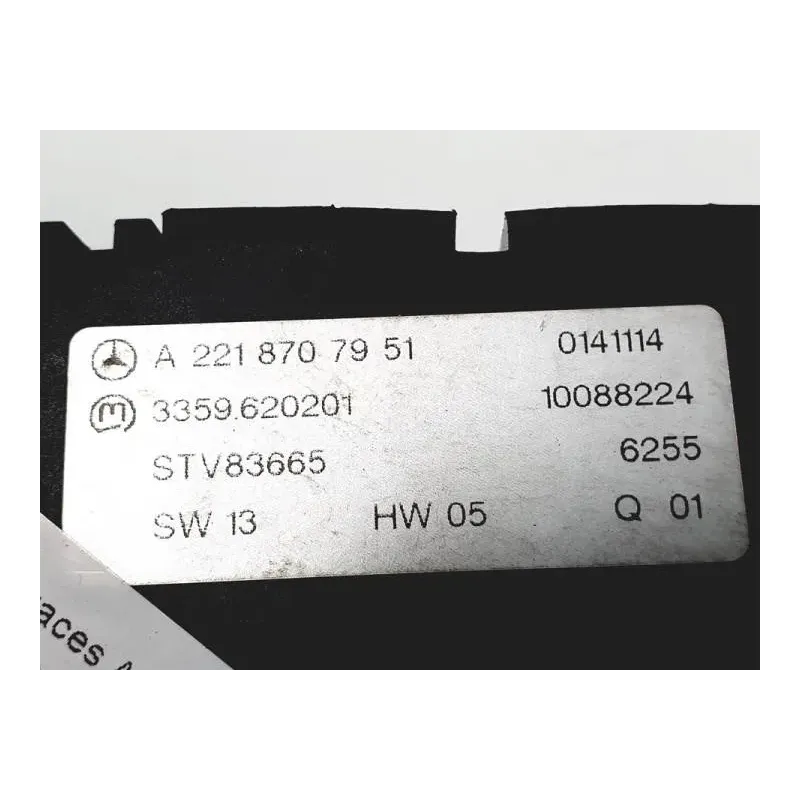 A 221 870 79 51 0141114
m 3359.620201 10088224
STV83665 6255
SW 13 HW 05 Q 01
aces A